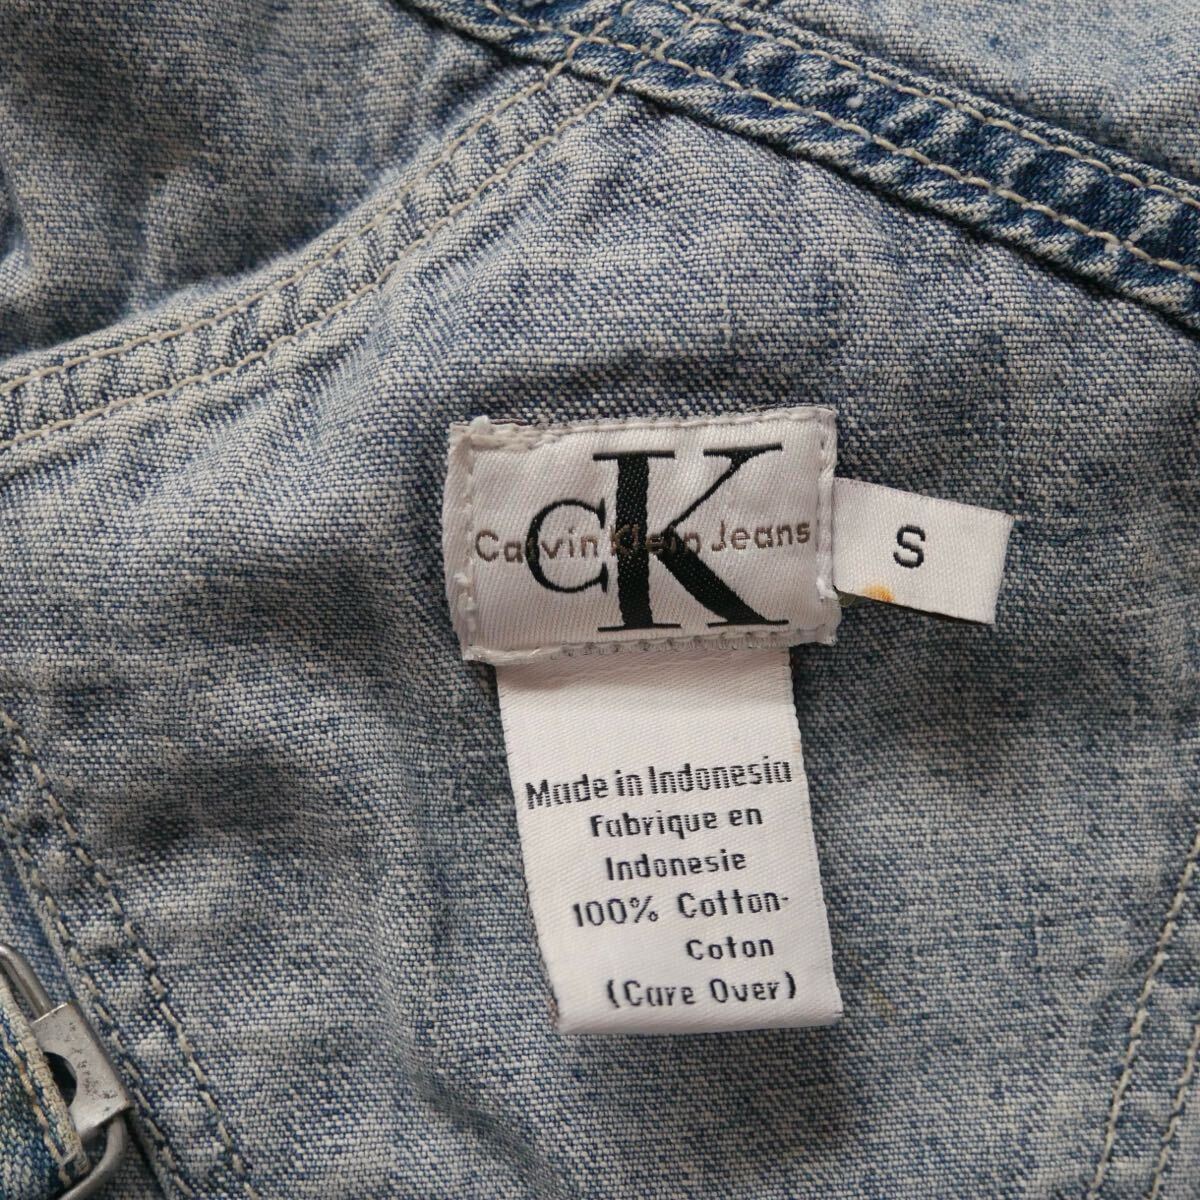 CK
Calvin Klein Jeans
S
Made in Indonesia
Fabrique en
Indonesie
100% Cotton-
Coton
(Care Over)